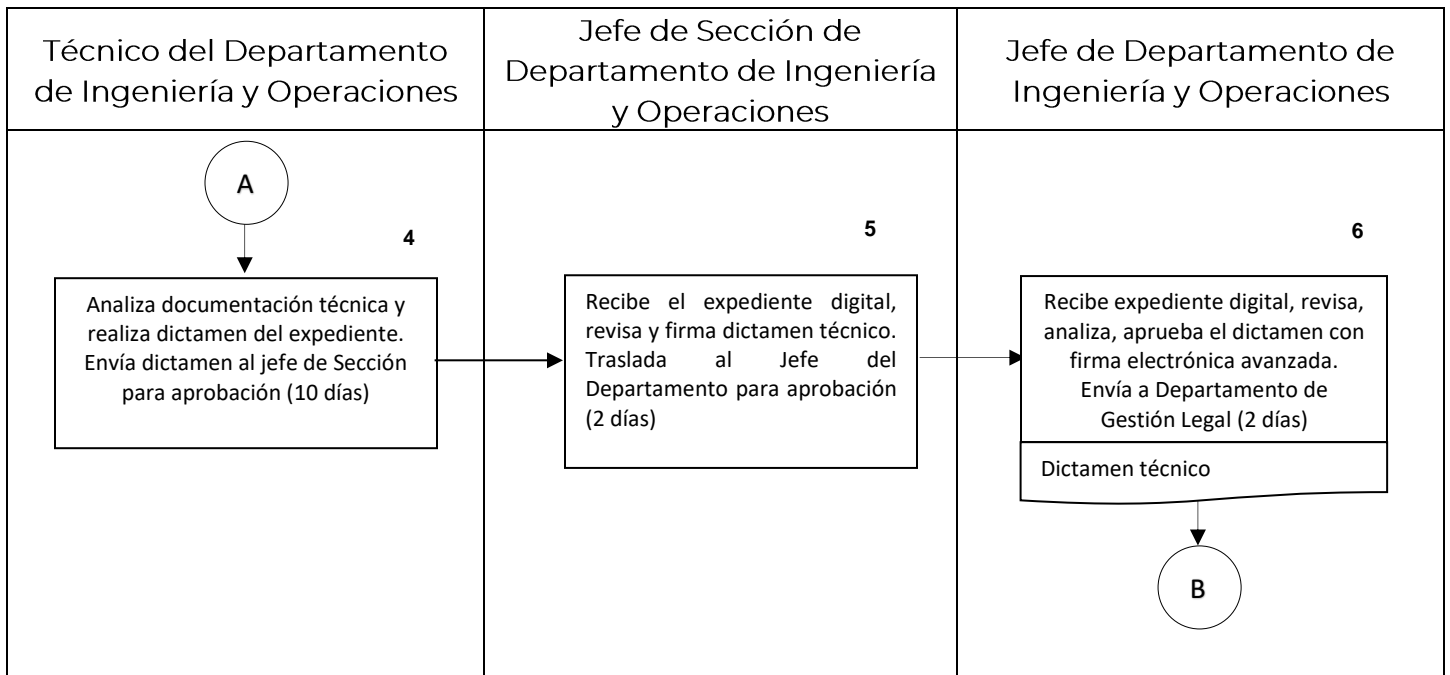 Técnico del Departamento
de Ingeniería y Operaciones
Jefe de Sección de
Departamento de Ingeniería
y Operaciones
Jefe de Departamento de
Ingeniería y Operaciones
A
4
Analiza documentación técnica y
realiza dictamen del expediente.
Envía dictamen al jefe de Sección
para aprobación (10 días)
5
Recibe el expediente digital,
revisa y firma dictamen técnico.
Traslada al Jefe del
Departamento para aprobación
(2 días)
6
Recibe expediente digital, revisa,
analiza, aprueba el dictamen con
firma electrónica avanzada.
Envía a Departamento de
Gestión Legal (2 días)
Dictamen técnico
B